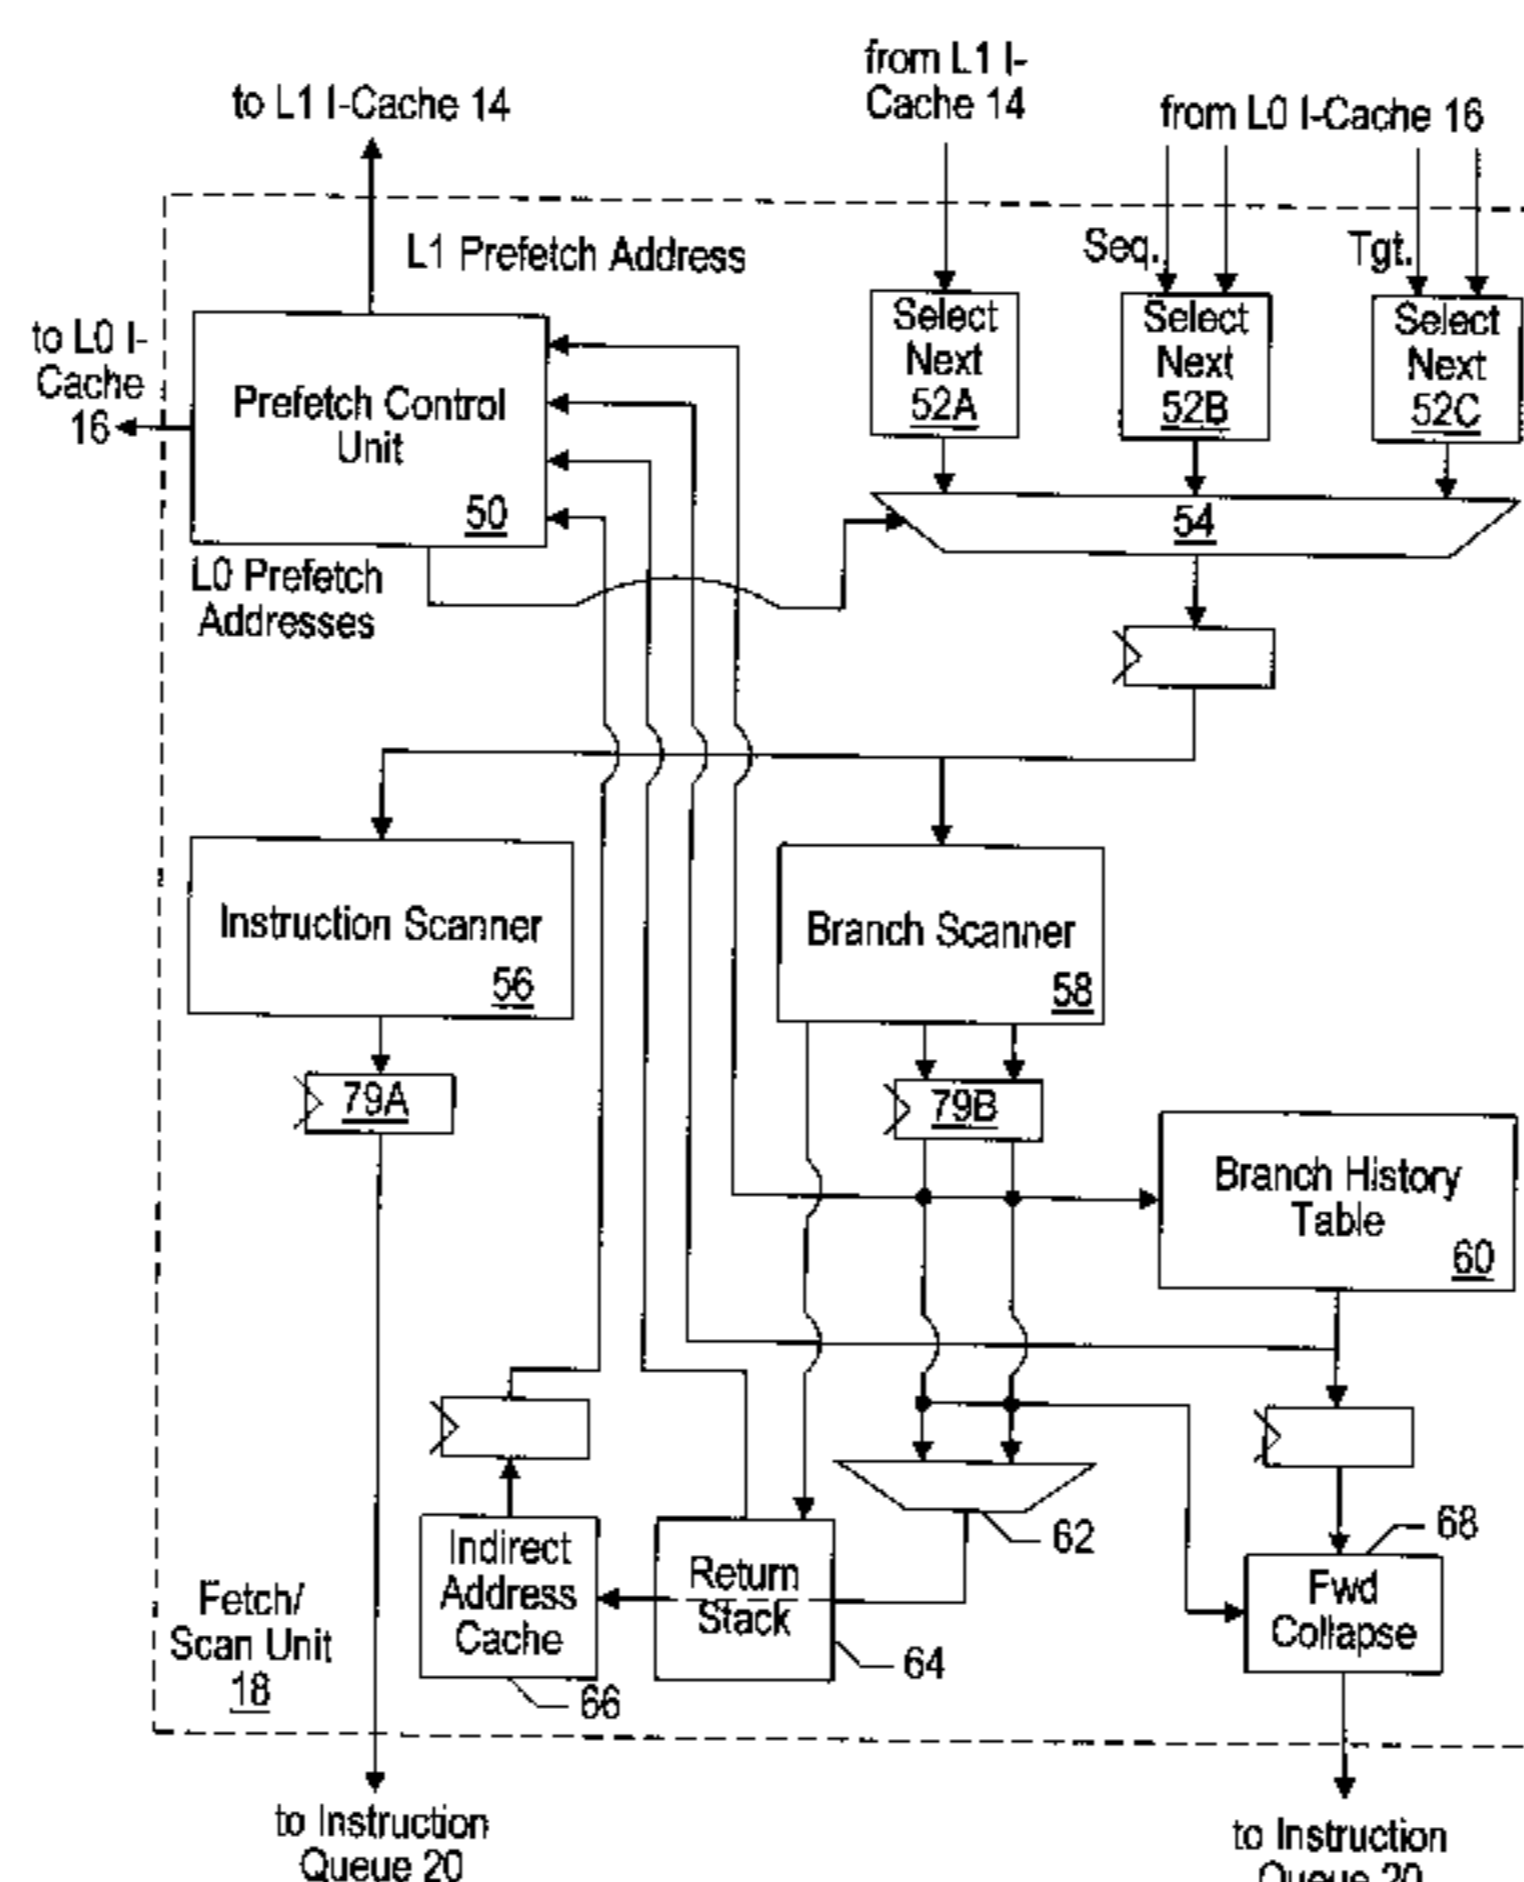 from L1 I-
Cache 14
to L1 I-Cache 14
from L0 I-Cache 16
L1 Prefetch Address
Seq.
Tgt.
to L0 I-
Cache
16
Prefetch Control
Unit
50
Select
Next
52A
Select
Next
52B
Select
Next
52C
54
L0 Prefetch
Addresses
Instruction Scanner
56
Branch Scanner
58
79A
79B
Branch History
Table
60
62
68
Indirect
Address
Cache
66
Return
Stack
64
Fwd
Collapse
Fetch/
Scan Unit
18
to Instruction
Queue 20
to Instruction
Queue 20